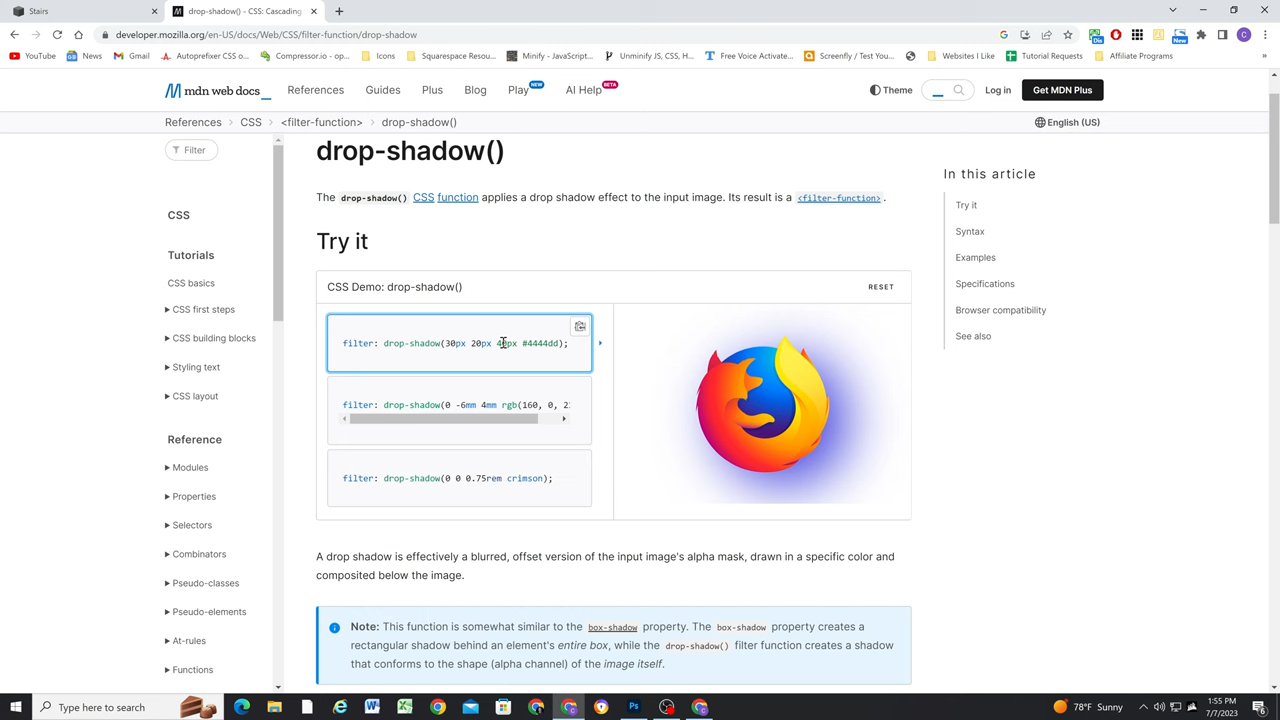 Stairs
drop-shadow() - CSS: Cascading
developer.mozilla.org/en-US/docs/Web/CSS/filter-function/drop-shadow
YouTube
News
Gmail
Autoprefixer CSS o...
Compressor.io - op...
Icons
Squarespace Resou...
Minify - JavaScript...
Unminify JS, CSS, H...
Free Voice Activate...
Screenfly / Test You...
Websites I Like
Tutorial Requests
Affiliate Programs
mdn web docs
References
Guides
Plus
Blog
Play NEW
AI Help BETA
Theme
Log in
Get MDN Plus
References > CSS > <filter-function> > drop-shadow()
English (US)
Filter
CSS
Tutorials
CSS basics
CSS first steps
CSS building blocks
Styling text
CSS layout
Reference
Modules
Properties
Selectors
Combinators
Pseudo-classes
Pseudo-elements
At-rules
Functions
drop-shadow()
The drop-shadow() CSS function applies a drop shadow effect to the input image. Its result is a <filter-function>.
Try it
CSS Demo: drop-shadow()
RESET
filter: drop-shadow(30px 20px px #4444dd);
filter: drop-shadow(0 -6mm 4mm rgb(160, 0, 2
filter: drop-shadow(0 0 0.75rem crimson);
A drop shadow is effectively a blurred, offset version of the input image's alpha mask, drawn in a specific color and
composited below the image.
Note: This function is somewhat similar to the box-shadow property. The box-shadow property creates a
rectangular shadow behind an element's entire box, while the drop-shadow() filter function creates a shadow
that conforms to the shape (alpha channel) of the image itself.
In this article
Try it
Syntax
Examples
Specifications
Browser compatibility
See also
Type here to search
78°F Sunny
1:55 PM
7/7/2023